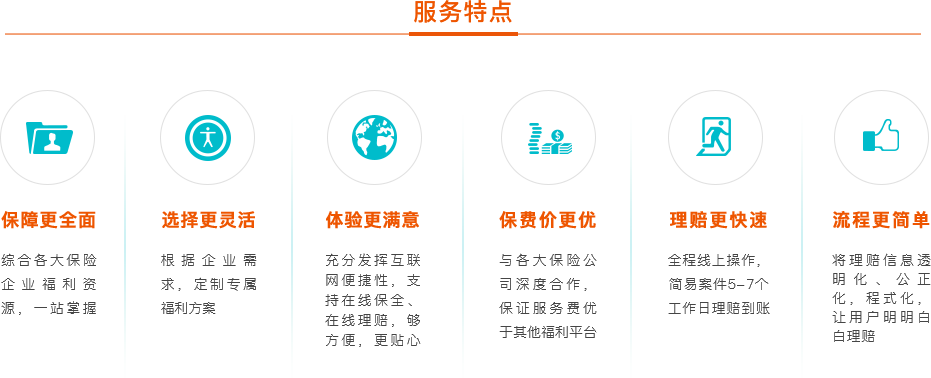 服务特点
保障更全面
综合各大保险
企业福利资
源，一站掌握
选择更灵活
根据企业需
求，定制专属
福利方案
体验更满意
充分发挥互联
网便捷性，支
持在线保全、
在线理赔，够
方便，更贴心
保费价更优
与各大保险公
司深度合作，
保证服务费优
于其他福利平台
理赔更快速
全程线上操作，
简易案件5-7个
工作日理赔到账
流程更简单
将理赔信息透
明化、公正
化，程式化，
让用户明明白
白理赔